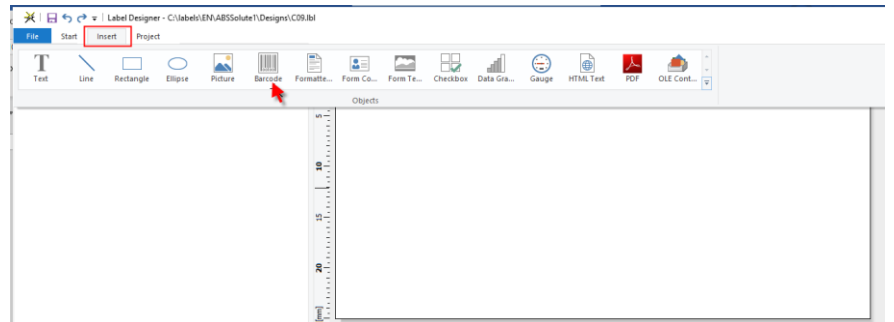 Label Designer - C:\labels\EN\ABSSolute1\Designs\C09.lbl
File Start Insert Project
Text Line Rectangle Ellipse Picture Barcode Formatte... Form Co... Form Te... Checkbox Data Gra... Gauge HTML Text PDF OLE Cont...
Objects
5
10
15
20
[mm]